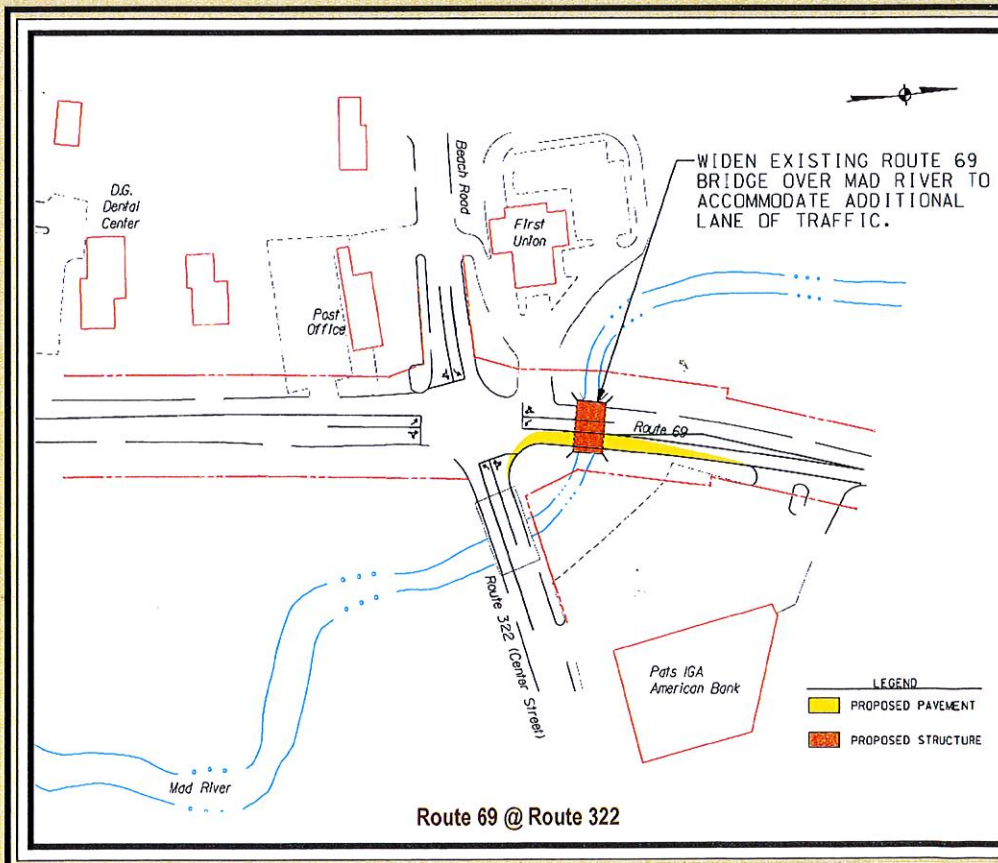 WIDEN EXISTING ROUTE 69
BRIDGE OVER MAD RIVER TO
ACCOMMODATE ADDITIONAL
LANE OF TRAFFIC.
Beach Road
D.G.
Dental
Center
First
Union
Post
Office
Route 69
Route 322 (Center Street)
Pats IGA
American Bank
Mad River
LEGEND
PROPOSED PAVEMENT
PROPOSED STRUCTURE
Route 69 @ Route 322